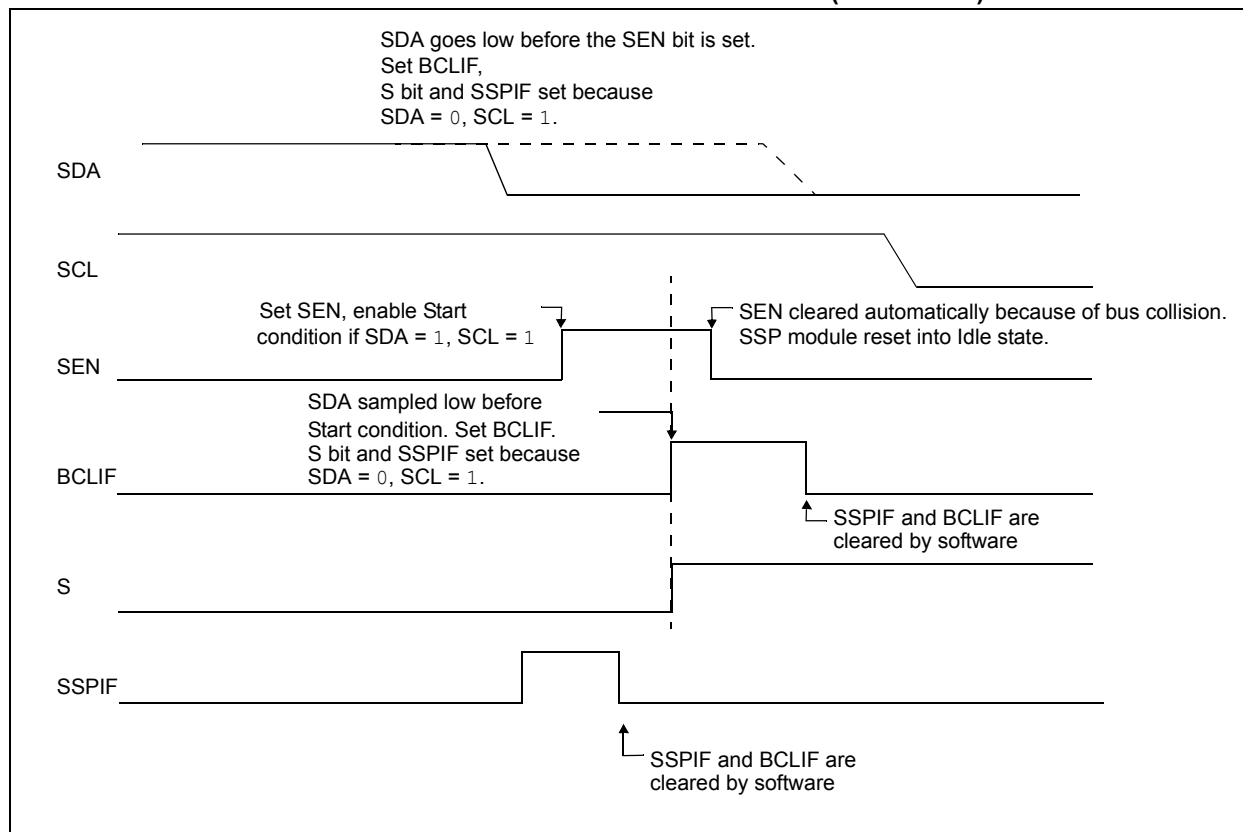 SDA goes low before the SEN bit is set.
Set BCLIF,
S bit and SSPIF set because
SDA = 0, SCL = 1.
SDA
SCL
Set SEN, enable Start
condition if SDA = 1, SCL = 1
SEN cleared automatically because of bus collision.
SSP module reset into Idle state.
SEN
SDA sampled low before
Start condition. Set BCLIF.
S bit and SSPIF set because
SDA = 0, SCL = 1.
BCLIF
SSPIF and BCLIF are
cleared by software
S
SSPIF
SSPIF and BCLIF are
cleared by software